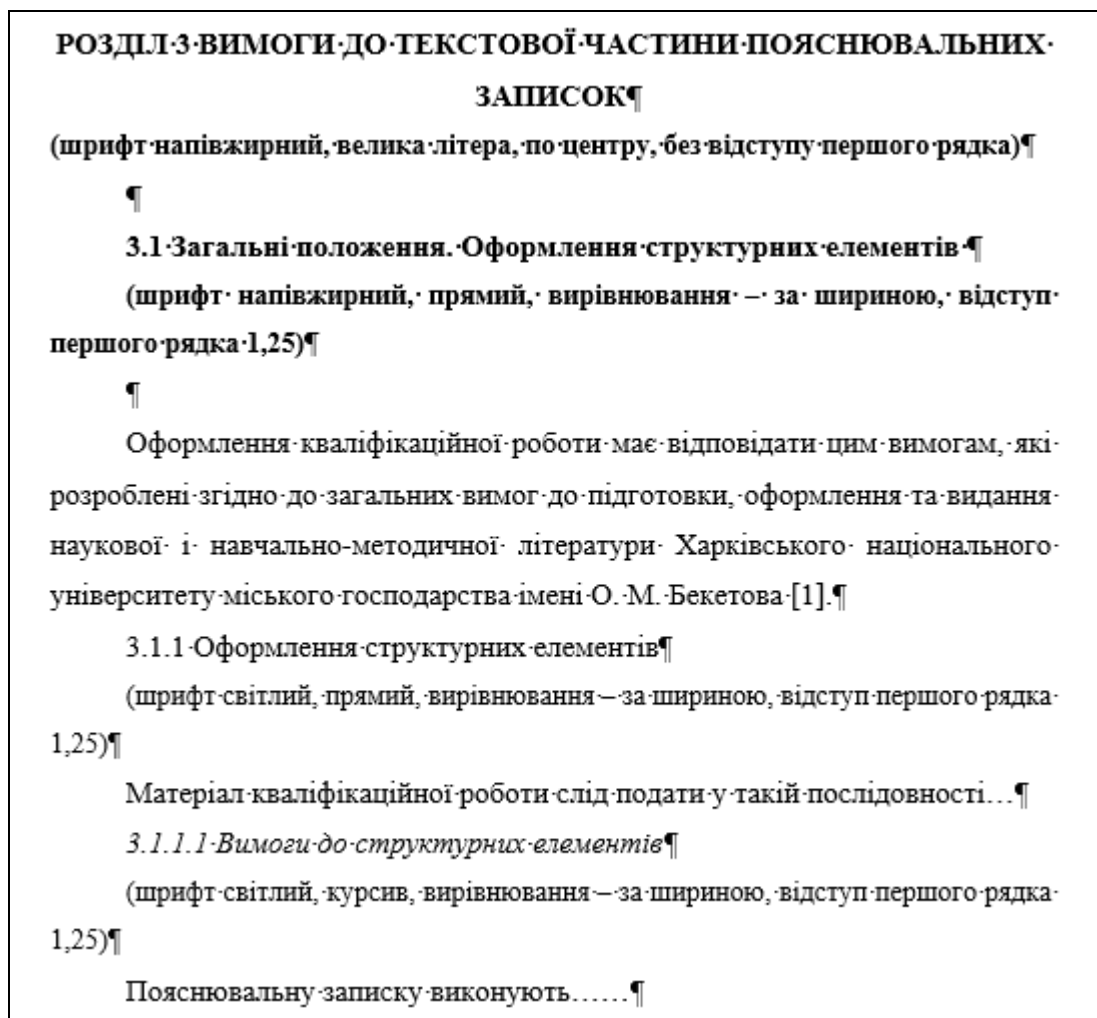 РОЗДІЛ·3·ВИМОГИ·ДО·ТЕКСТОВОЇ·ЧАСТИНИ·ПОЯСНЮВАЛЬНИХ·
ЗАПИСОК¶
(шрифт·напівжирний,·велика·літера,·по·центру,·без·відступу·першого·рядка)¶
¶
3.1·Загальні·положення.·Оформлення·структурних·елементів·¶
(шрифт·напівжирний,·прямий,·вирівнювання·–·за·шириною,·відступ·
першого·рядка·1,25)¶
¶
Оформлення·кваліфікаційної·роботи·має·відповідати·цим·вимогам,·які·
розроблені·згідно·до·загальних·вимог·до·підготовки,·оформлення·та·видання·
наукової·і·навчально-методичної·літератури·Харківського·національного·
університету·міського·господарства·імені·О.·М.·Бекетова·[1].¶
3.1.1·Оформлення·структурних·елементів¶
(шрифт·світлий,·прямий,·вирівнювання·–·за·шириною,·відступ·першого·рядка·
1,25)¶
Матеріал·кваліфікаційної·роботи·слід·подати·у·такій·послідовності…¶
3.1.1.1·Вимоги·до·структурних·елементів¶
(шрифт·світлий,·курсив,·вирівнювання·–·за·шириною,·відступ·першого·рядка·
1,25)¶
Пояснювальну·записку·виконують……¶